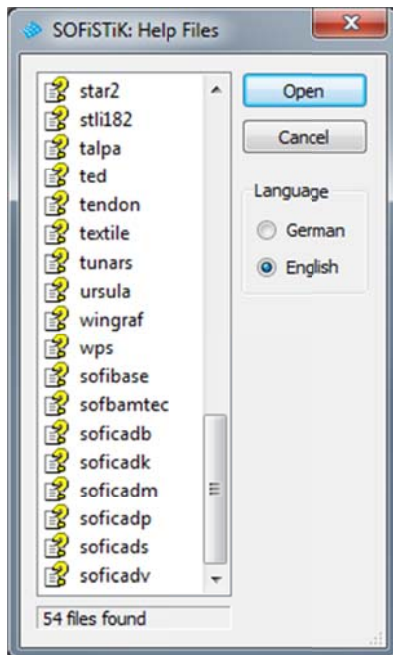 SOFiSTiK: Help Files
star2
stli182
talpa
ted
tendon
textile
tunars
ursula
wingraf
wps
sofibase
sofbamtec
soficadb
soficadk
soficadm
soficadp
soficads
soficadv
54 files found
Open
Cancel
Language
German
English